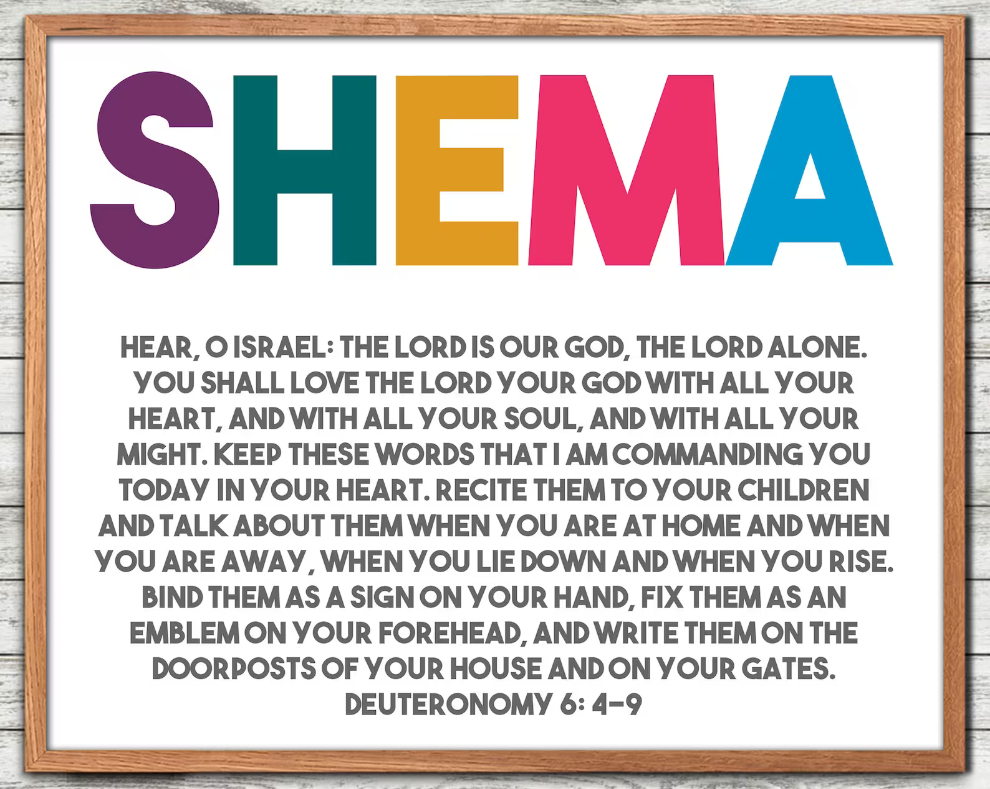 SHEMA
HEAR, O ISRAEL: THE LORD IS OUR GOD, THE LORD ALONE.
YOU SHALL LOVE THE LORD YOUR GOD WITH ALL YOUR
HEART, AND WITH ALL YOUR SOUL, AND WITH ALL YOUR
MIGHT. KEEP THESE WORDS THAT I AM COMMANDING YOU
TODAY IN YOUR HEART. RECITE THEM TO YOUR CHILDREN
AND TALK ABOUT THEM WHEN YOU ARE AT HOME AND WHEN
YOU ARE AWAY, WHEN YOU LIE DOWN AND WHEN YOU RISE.
BIND THEM AS A SIGN ON YOUR HAND, FIX THEM AS AN
EMBLEM ON YOUR FOREHEAD, AND WRITE THEM ON THE
DOORPOSTS OF YOUR HOUSE AND ON YOUR GATES.
DEUTERONOMY 6: 4-9